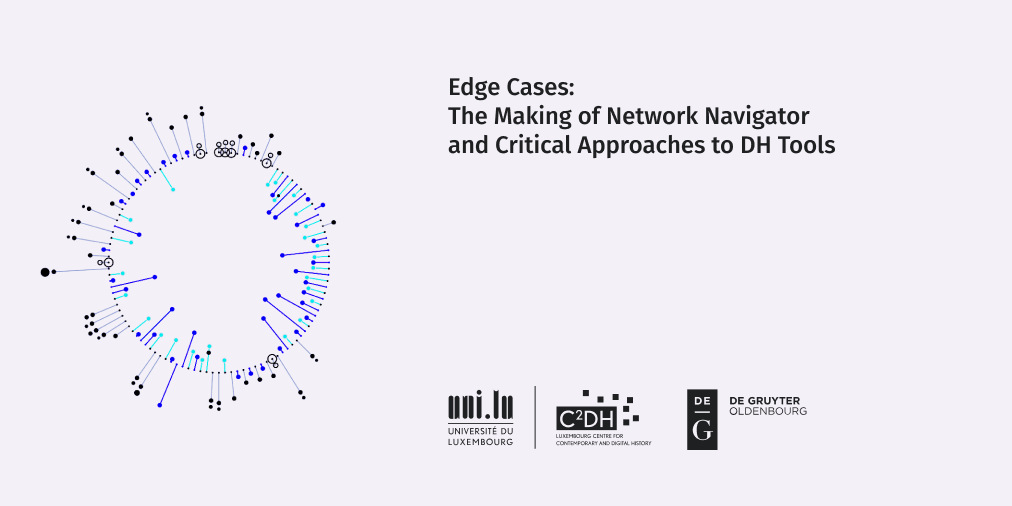 Edge Cases:
The Making of Network Navigator
and Critical Approaches to DH Tools
uni.lu
UNIVERSITÉ DU
LUXEMBOURG
C²DH
LUXEMBOURG CENTRE FOR
CONTEMPORARY AND DIGITAL HISTORY
DE
G
DE GRUYTER
OLDENBOURG